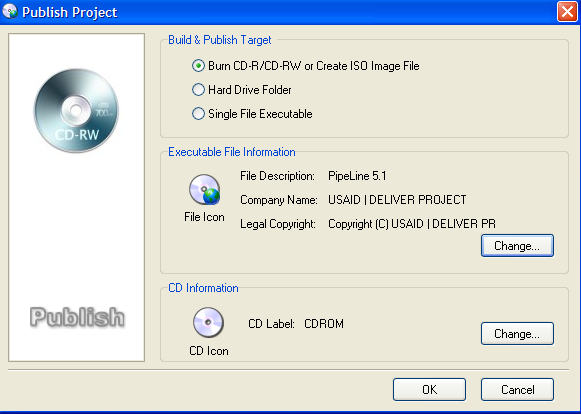 Publish Project
700
CD-RW
Publish
Build & Publish Target
Burn CD-R/CD-RW or Create ISO Image File
Hard Drive Folder
Single File Executable
Executable File Information
File Icon
File Description: PipeLine 5.1
Company Name: USAID | DELIVER PROJECT
Legal Copyright: Copyright (C) USAID | DELIVER PR
Change...
CD Information
CD Icon
CD Label: CDROM
Change...
OK Cancel